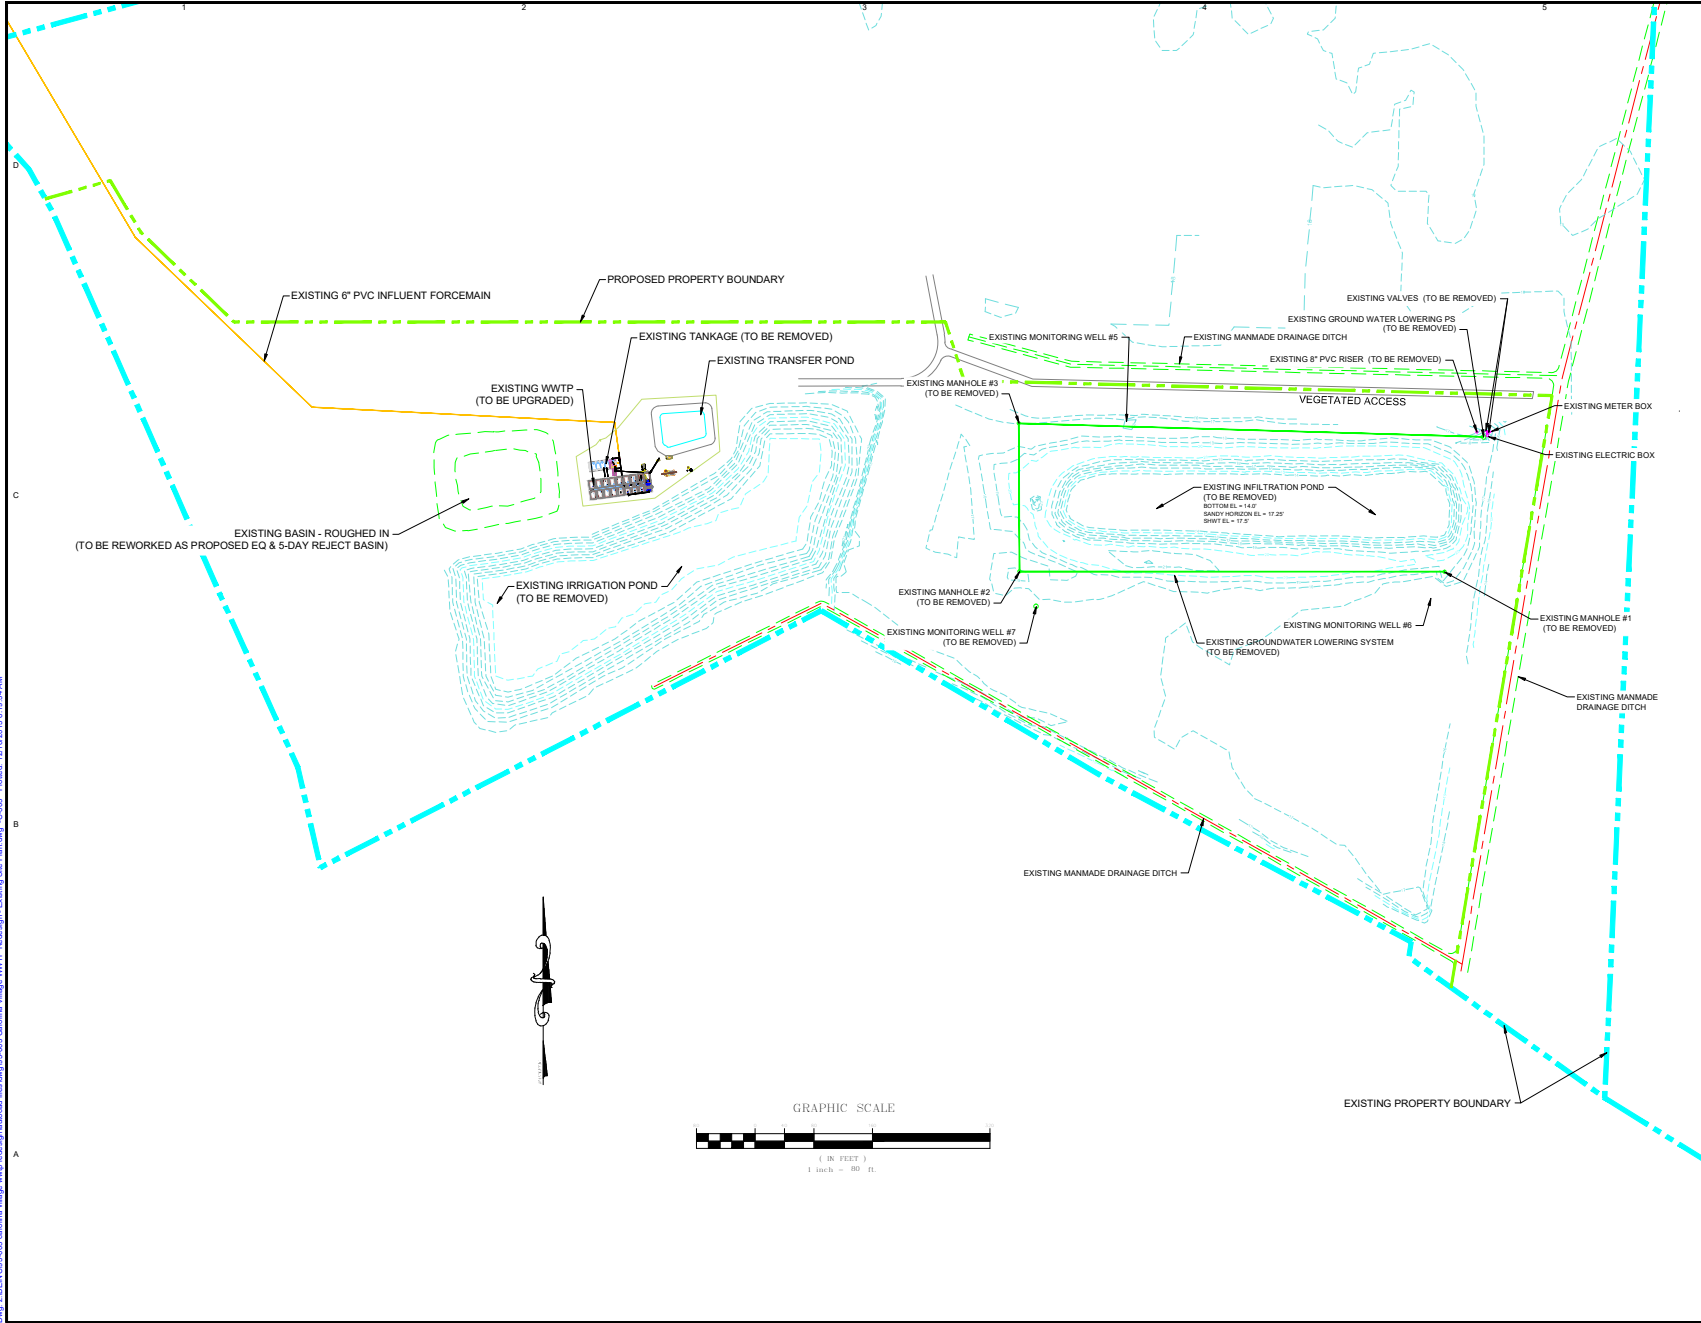 1
2
3
4
5
D
C
B
A
EXISTING 6" PVC INFLUENT FORCEMAIN
PROPOSED PROPERTY BOUNDARY
EXISTING TANKAGE (TO BE REMOVED)
EXISTING TRANSFER POND
EXISTING WWTP
(TO BE UPGRADED)
EXISTING BASIN - ROUGHED IN
(TO BE REWORKED AS PROPOSED EQ & 5-DAY REJECT BASIN)
EXISTING IRRIGATION POND
(TO BE REMOVED)
EXISTING VALVES (TO BE REMOVED)
EXISTING GROUND WATER LOWERING PS
(TO BE REMOVED)
EXISTING MONITORING WELL #5
EXISTING MANMADE DRAINAGE DITCH
EXISTING 8" PVC RISER (TO BE REMOVED)
EXISTING MANHOLE #3
(TO BE REMOVED)
VEGETATED ACCESS
EXISTING METER BOX
EXISTING ELECTRIC BOX
EXISTING INFILTRATION POND
(TO BE REMOVED)
BOTTOM EL = 14.0'
SANDY HORIZON EL = 17.25'
SHWT EL = 17.5'
EXISTING MANHOLE #2
(TO BE REMOVED)
EXISTING MONITORING WELL #7
(TO BE REMOVED)
EXISTING MONITORING WELL #6
EXISTING MANHOLE #1
(TO BE REMOVED)
EXISTING GROUNDWATER LOWERING SYSTEM
(TO BE REMOVED)
EXISTING MANMADE
DRAINAGE DITCH
EXISTING MANMADE DRAINAGE DITCH
EXISTING PROPERTY BOUNDARY
GRAPHIC SCALE
( IN FEET )
1 inch = 80 ft.